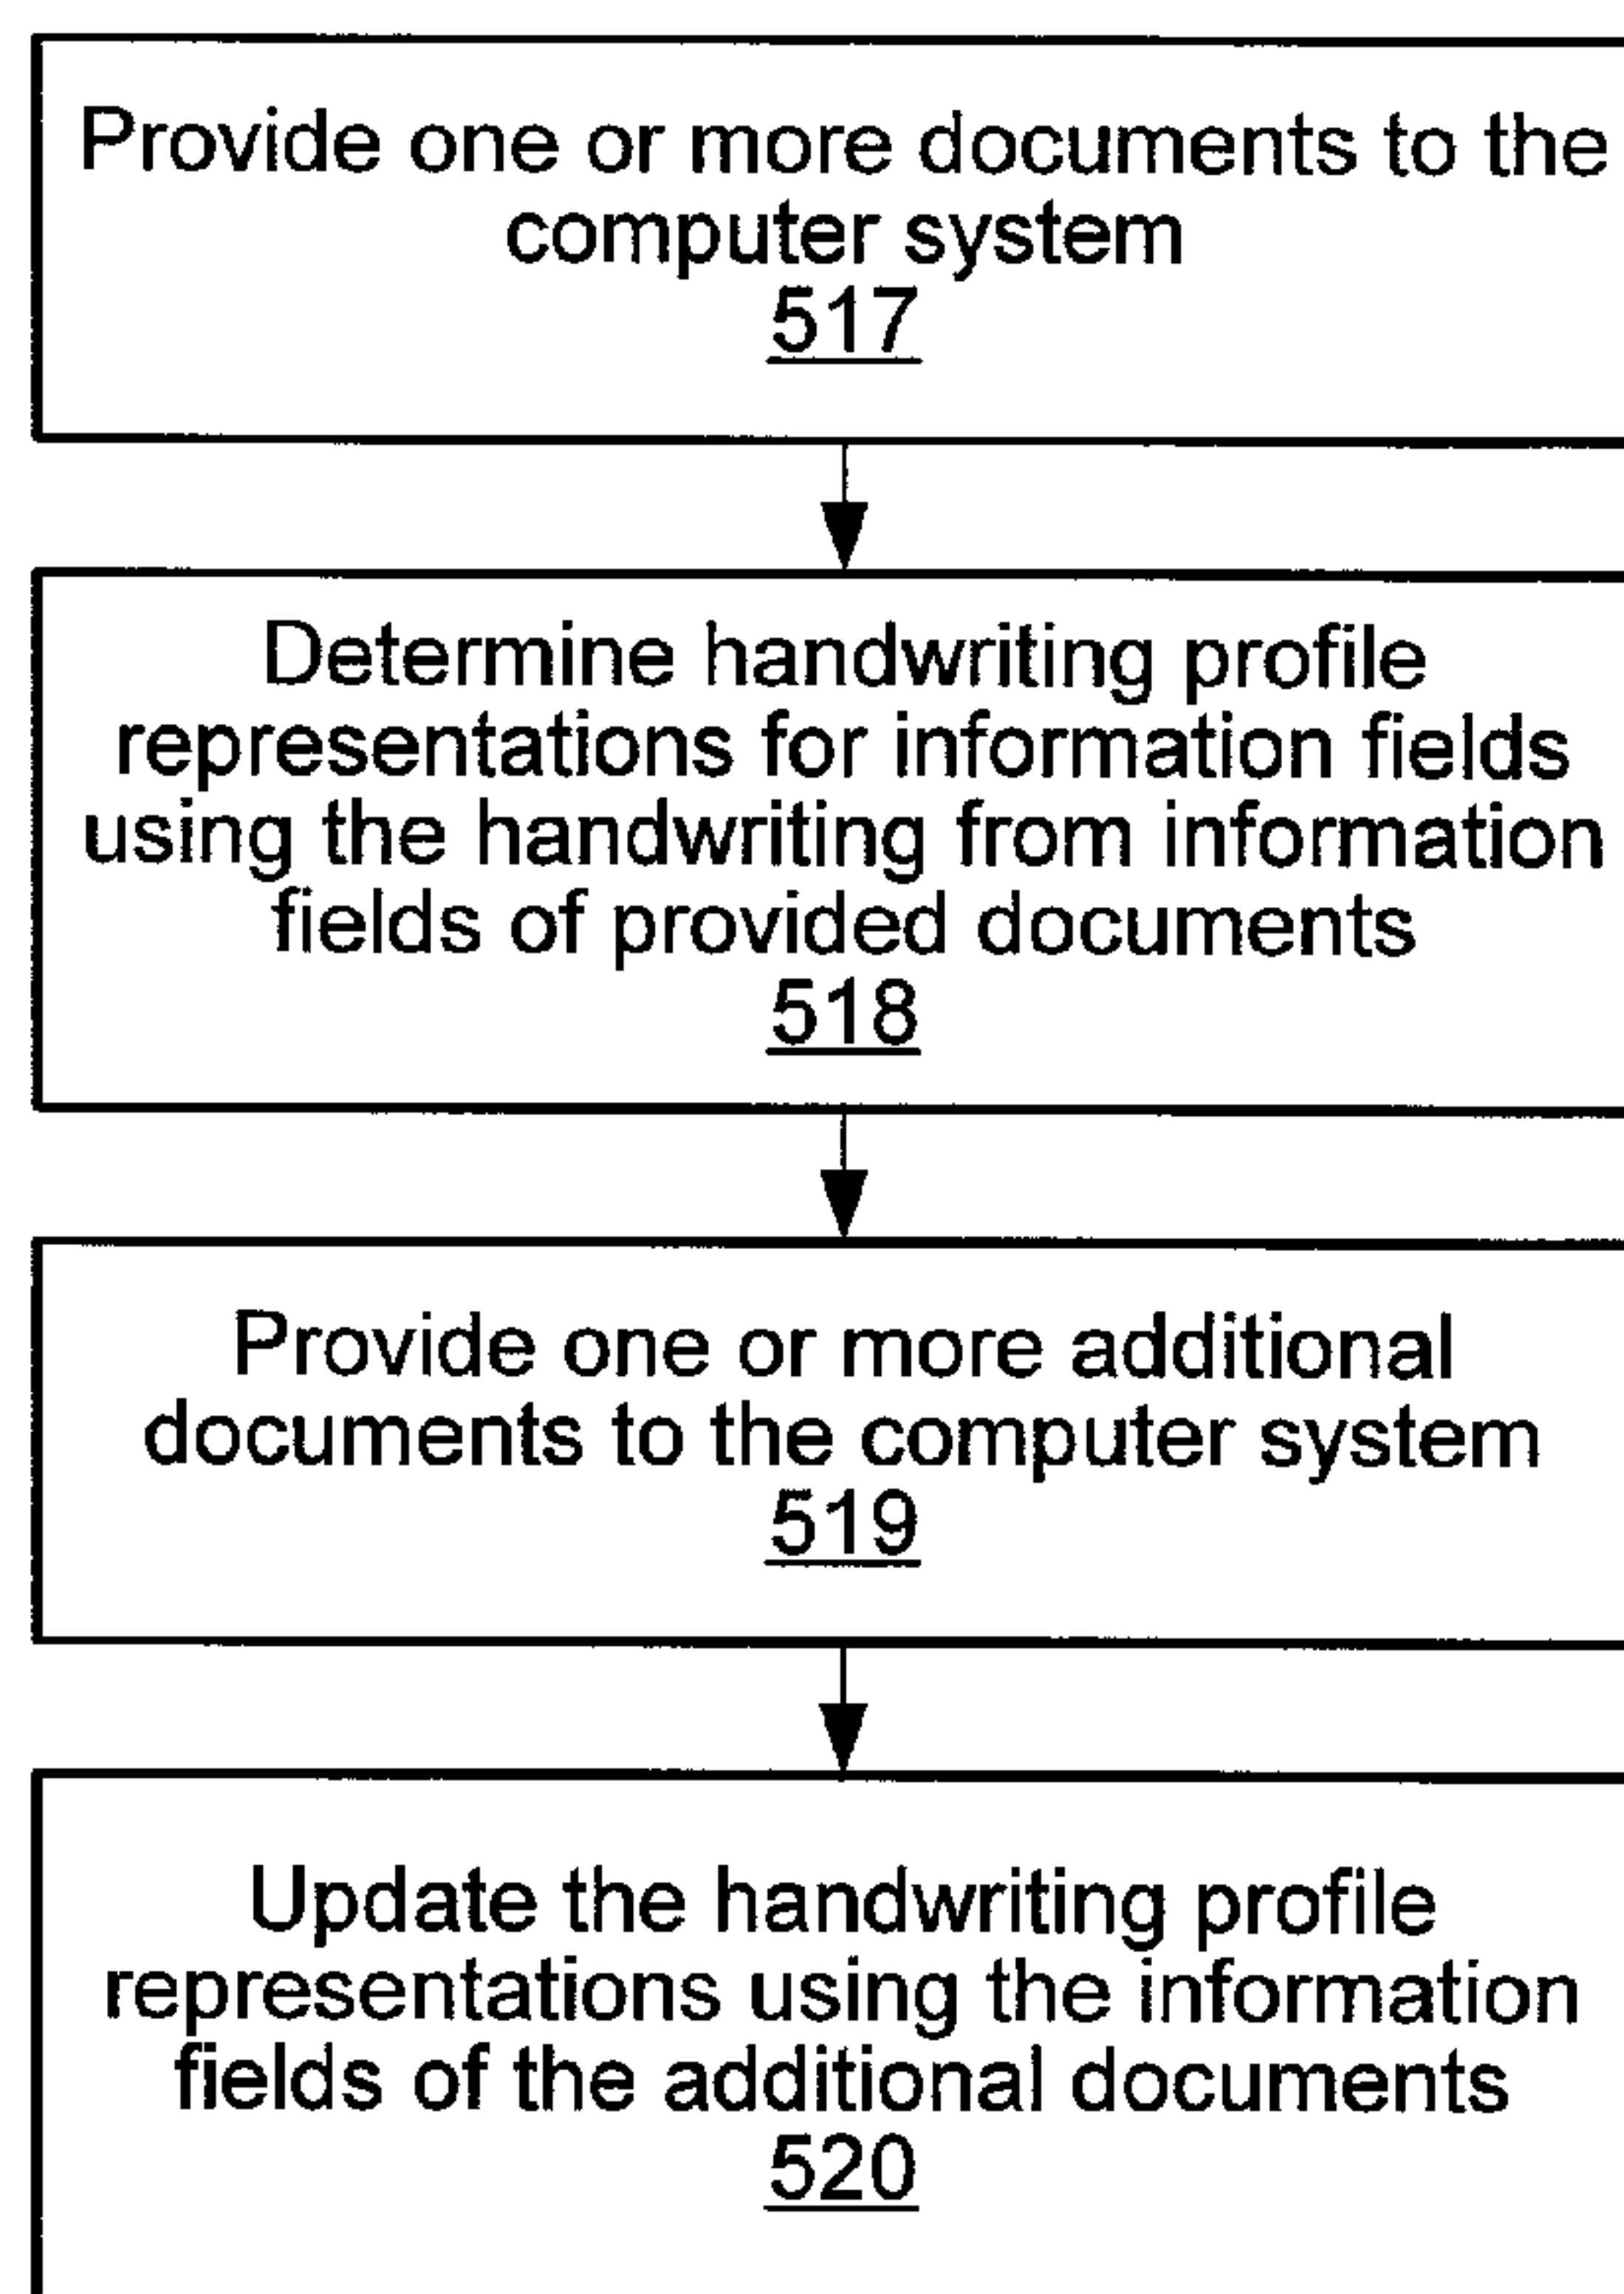 Provide one or more documents to the
computer system
517
Determine handwriting profile
representations for information fields
using the handwriting from information
fields of provided documents
518
Provide one or more additional
documents to the computer system
519
Update the handwriting profile
representations using the information
fields of the additional documents
520